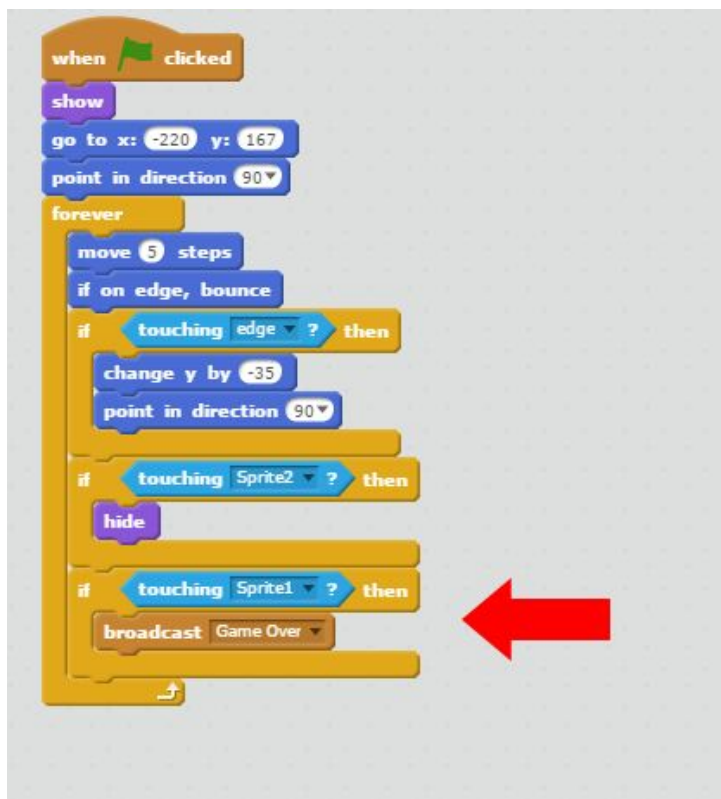 when clicked
show
go to x: -220 y: 167
point in direction 90
forever
move 5 steps
if on edge, bounce
if touching edge ? then
change y by -35
point in direction 90
if touching Sprite2 ? then
hide
if touching Sprite1 ? then
broadcast Game Over